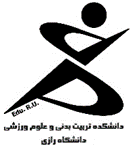 Edu. R.U.
دانشکده تربیت بدنی و علوم ورزشی
دانشگاه رازی